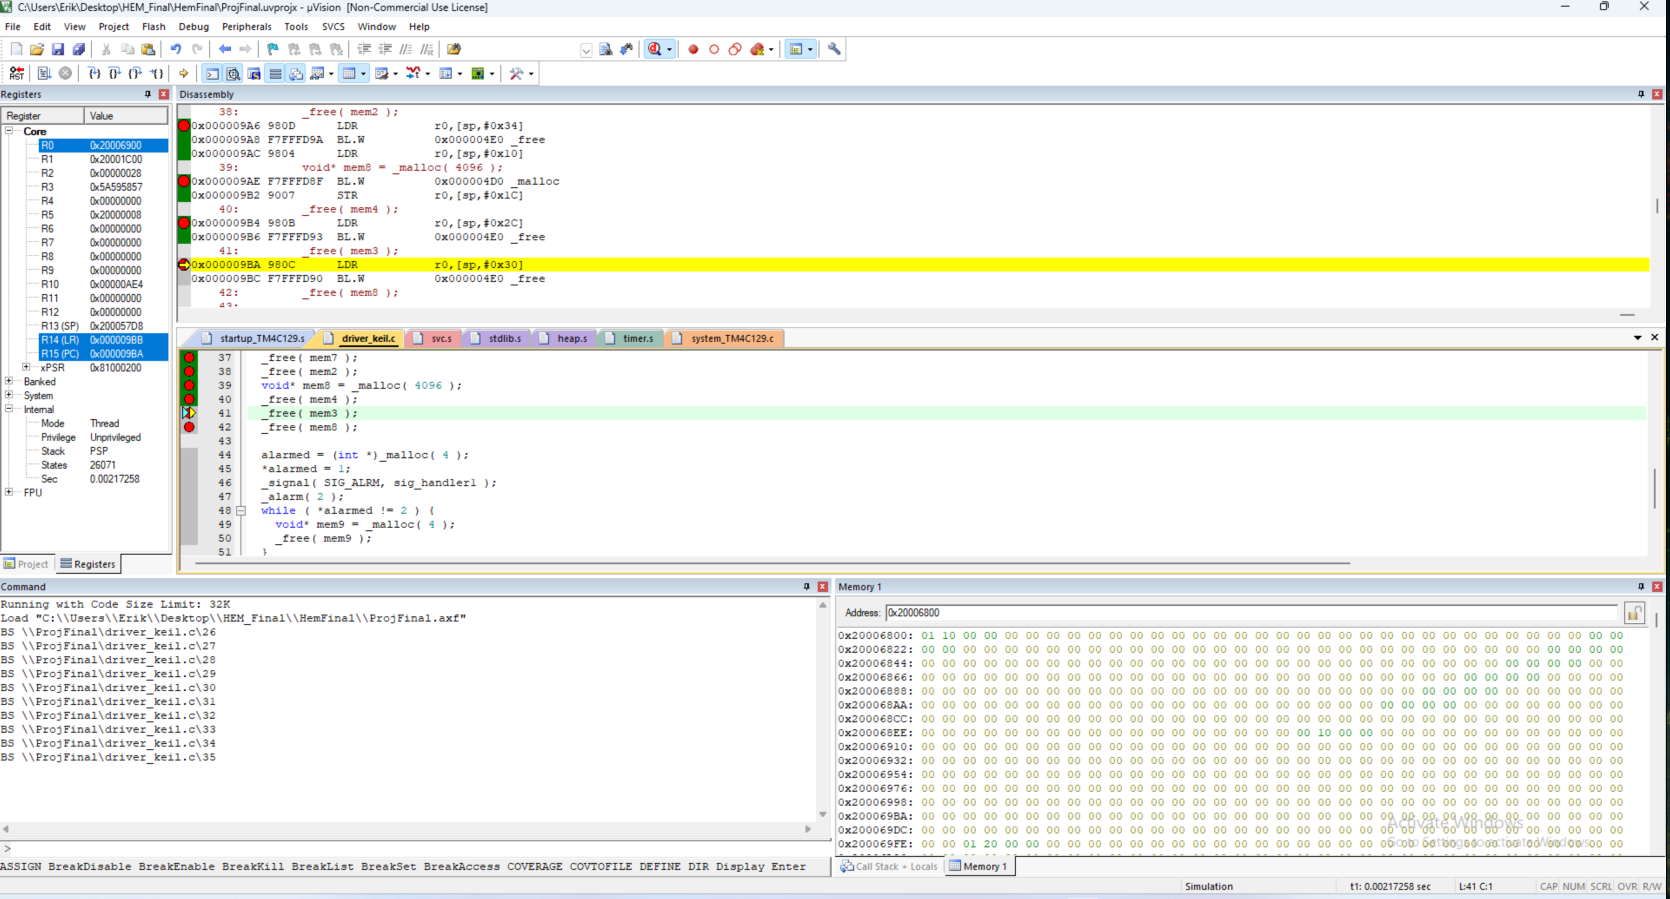 C:\Users\Erik\Desktop\HEM_Final\HemFinal\ProjFinal.uvprojx - µVision [Non-Commercial Use License]
File Edit View Project Flash Debug Peripherals Tools SVCS Window Help
Registers
Register Value
Core
R0 0x20006900
R1 0x20001C00
R2 0x00000028
R3 0x5A595857
R4 0x00000000
R5 0x20000008
R6 0x00000000
R7 0x00000000
R8 0x00000000
R9 0x00000000
R10 0x00000AE4
R11 0x00000000
R12 0x00000000
R13 (SP) 0x200057D8
R14 (LR) 0x000009BB
R15 (PC) 0x000009BA
xPSR 0x81000200
Banked
System
Internal
Mode Thread
Privilege Unprivileged
Stack PSP
States 26071
Sec 0.00217258
FPU
Project Registers
Disassembly
38: _free( mem2 );
0x000009A6 980D LDR r0,[sp,#0x34]
0x000009A8 F7FFFD9A BL.W 0x000004E0 _free
0x000009AC 9804 LDR r0,[sp,#0x10]
39: void* mem8 = _malloc( 4096 );
0x000009AE F7FFFD8F BL.W 0x000004D0 _malloc
0x000009B2 9007 STR r0,[sp,#0x1C]
40: _free( mem4 );
0x000009B4 980B LDR r0,[sp,#0x2C]
0x000009B6 F7FFFD93 BL.W 0x000004E0 _free
41: _free( mem3 );
0x000009BA 980C LDR r0,[sp,#0x30]
0x000009BC F7FFFD90 BL.W 0x000004E0 _free
42: _free( mem8 );
43:
startup_TM4C129.s driver_keil.c svc.s stdlib.s heap.s timer.s system_TM4C129.c
37 _free( mem7 );
38 _free( mem2 );
39 void* mem8 = _malloc( 4096 );
40 _free( mem4 );
41 _free( mem3 );
42 _free( mem8 );
43
44 alarmed = (int *)_malloc( 4 );
45 *alarmed = 1;
46 _signal( SIG_ALRM, sig_handler1 );
47 _alarm( 2 );
48 while ( *alarmed != 2 ) {
49 void* mem9 = _malloc( 4 );
50 _free( mem9 );
51 }
Command
Running with Code Size Limit: 32K
Load "C:\\Users\\Erik\\Desktop\\HEM_Final\\HemFinal\\ProjFinal.axf"
BS \\ProjFinal\driver_keil.c\26
BS \\ProjFinal\driver_keil.c\27
BS \\ProjFinal\driver_keil.c\28
BS \\ProjFinal\driver_keil.c\29
BS \\ProjFinal\driver_keil.c\30
BS \\ProjFinal\driver_keil.c\31
BS \\ProjFinal\driver_keil.c\32
BS \\ProjFinal\driver_keil.c\33
BS \\ProjFinal\driver_keil.c\34
BS \\ProjFinal\driver_keil.c\35
>
ASSIGN BreakDisable BreakEnable BreakKill BreakList BreakSet BreakAccess COVERAGE COVTOFILE DEFINE DIR Display Enter
Memory 1
Address: 0x20006800
0x20006800: 01 10 00 00 00 00 00 00 00 00 00 00 00 00 00 00 00 00 00 00 00 00 00 00 00 00 00 00 00 00 00 00 00 00
0x20006822: 00 00 00 00 00 00 00 00 00 00 00 00 00 00 00 00 00 00 00 00 00 00 00 00 00 00 00 00 00 00 00 00 00 00
0x20006844: 00 00 00 00 00 00 00 00 00 00 00 00 00 00 00 00 00 00 00 00 00 00 00 00 00 00 00 00 00 00 00 00 00 00
0x20006866: 00 00 00 00 00 00 00 00 00 00 00 00 00 00 00 00 00 00 00 00 00 00 00 00 00 00 00 00 00 00 00 00 00 00
0x20006888: 00 00 00 00 00 00 00 00 00 00 00 00 00 00 00 00 00 00 00 00 00 00 00 00 00 00 00 00 00 00 00 00 00 00
0x200068AA: 00 00 00 00 00 00 00 00 00 00 00 00 00 00 00 00 00 00 00 00 00 00 00 00 00 00 00 00 00 00 00 00 00 00
0x200068CC: 00 00 00 00 00 00 00 00 00 00 00 00 00 00 00 00 00 00 00 00 00 00 00 00 00 00 00 00 00 00 00 00 00 00
0x200068EE: 00 00 00 00 00 00 00 00 00 00 00 00 00 00 00 00 00 00 00 10 00 00 00 00 00 00 00 00 00 00 00 00 00 00
0x20006910: 00 00 00 00 00 00 00 00 00 00 00 00 00 00 00 00 00 00 00 00 00 00 00 00 00 00 00 00 00 00 00 00 00 00
0x20006932: 00 00 00 00 00 00 00 00 00 00 00 00 00 00 00 00 00 00 00 00 00 00 00 00 00 00 00 00 00 00 00 00 00 00
0x20006954: 00 00 00 00 00 00 00 00 00 00 00 00 00 00 00 00 00 00 00 00 00 00 00 00 00 00 00 00 00 00 00 00 00 00
0x20006976: 00 00 00 00 00 00 00 00 00 00 00 00 00 00 00 00 00 00 00 00 00 00 00 00 00 00 00 00 00 00 00 00 00 00
0x20006998: 00 00 00 00 00 00 00 00 00 00 00 00 00 00 00 00 00 00 00 00 00 00 00 00 00 00 00 00 00 00 00 00 00 00
0x200069BA: 00 00 00 00 00 00 00 00 00 00 00 00 00 00 00 00 00 00 00 00 00 00 00 00 00 00 00 00 00 00 00 00 00 00
0x200069DC: 00 00 00 00 00 00 00 00 00 00 00 00 00 00 00 00 00 00 00 00 00 00 00 00 00 00 00 00 00 00 00 00 00 00
0x200069FE: 00 00 01 20 00 00 00 00 00 00 00 00 00 00 00 00 00 00 00 00 00 00 00 00 00 00 00 00 00 00 00 00 00 00
Activate Windows
Go to Settings to activate Windows.
Call Stack + Locals Memory 1
Simulation t1: 0.00217258 sec L:41 C:1 CAP NUM SCRL OVR R/W